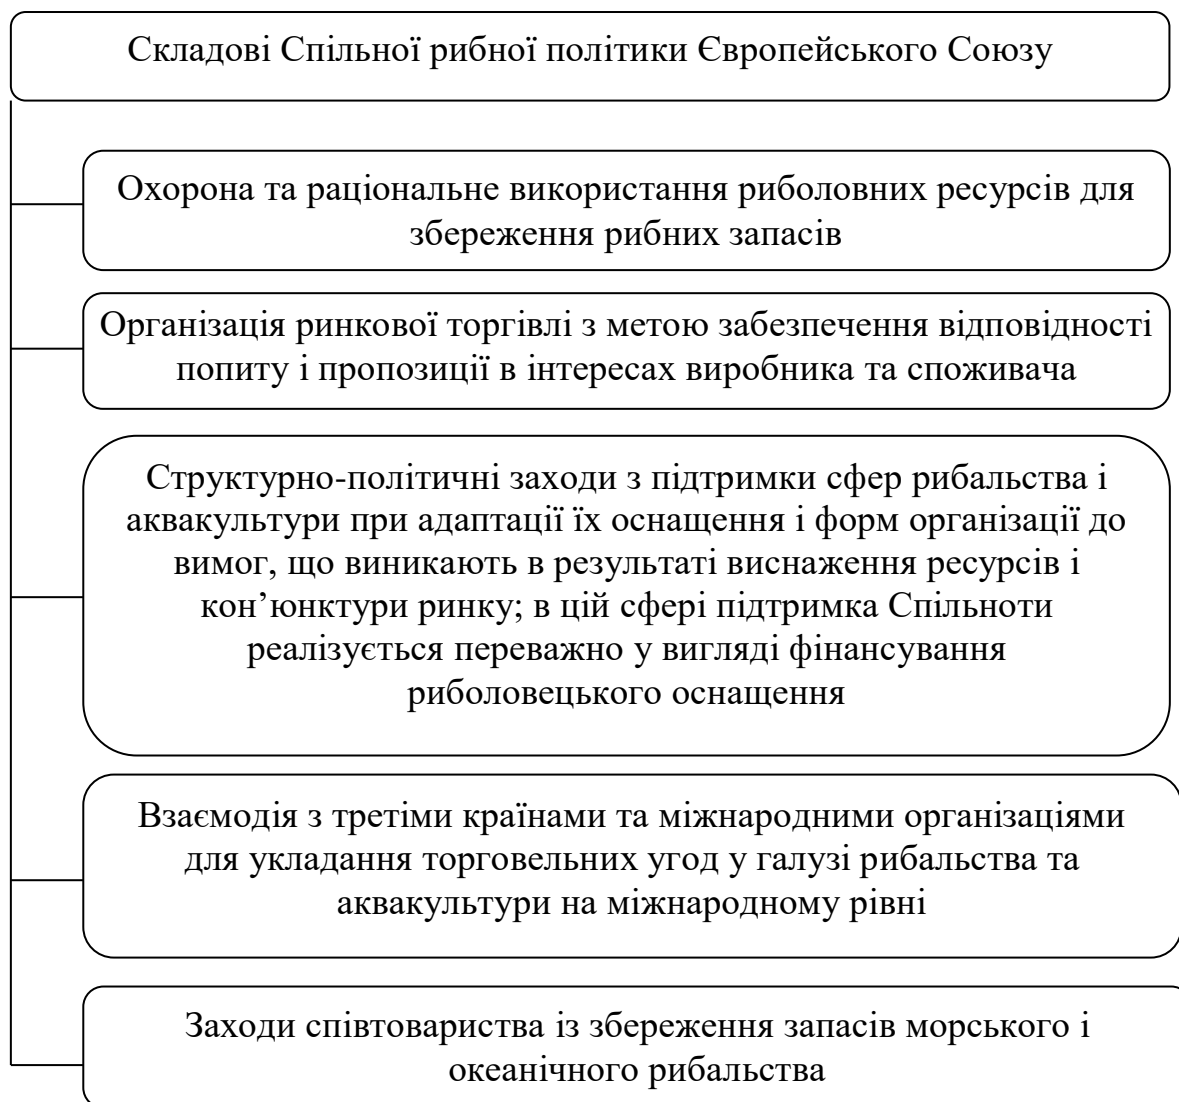 Складові Спільної рибної політики Європейського Союзу
Охорона та раціональне використання риболовних ресурсів для
збереження рибних запасів
Організація ринкової торгівлі з метою забезпечення відповідності
попиту і пропозиції в інтересах виробника та споживача
Структурно-політичні заходи з підтримки сфер рибальства і
аквакультури при адаптації їх оснащення і форм організації до
вимог, що виникають в результаті виснаження ресурсів і
кон’юнктури ринку; в цій сфері підтримка Спільноти
реалізується переважно у вигляді фінансування
риболовецького оснащення
Взаємодія з третіми країнами та міжнародними організаціями
для укладання торговельних угод у галузі рибальства та
аквакультури на міжнародному рівні
Заходи співтовариства із збереження запасів морського і
океанічного рибальства